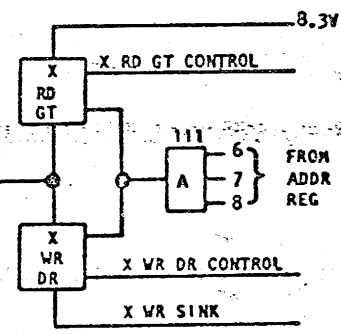 8.3V
X RD GT CONTROL
X
RD
GT
111
A
6
7
8
FROM
ADDR
REG
X
WR
DR
X WR DR CONTROL
X WR SINK